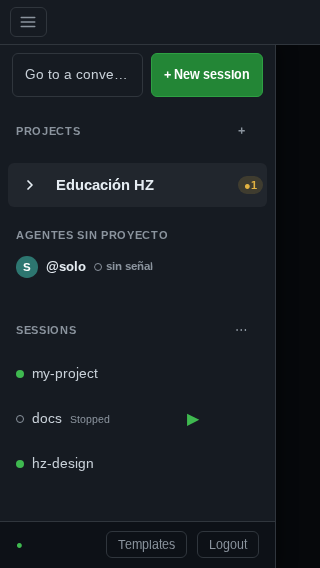 Go to a conve…
+ New session
PROJECTS +
Educación HZ ●1
AGENTES SIN PROYECTO
S @solo sin señal
SESSIONS ···
my-project
docs Stopped
hz-design
Templates Logout